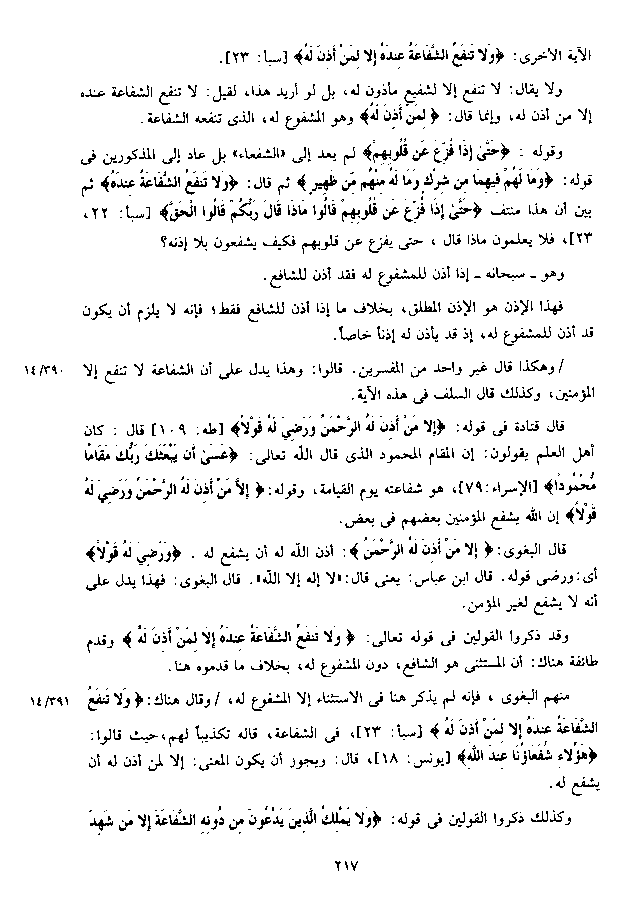 الآية الأخرى: ﴿وَلَا تَنفَعُ الشَّفَاعَةُ عِندَهُ إِلَّا لِمَنْ أَذِنَ لَهُ﴾ [سبأ: ٢٣].
ولا يقال: لا تنفع إلا لشفيع مأذون له، بل لو أريد هذا، لقيل: لا تنفع الشفاعة عنده
إلا من أذن له، وإنما قال: ﴿لِمَنْ أَذِنَ لَهُ﴾ وهو المشفوع له، الذى تنفعه الشفاعة.
وقوله : ﴿حَتَّىٰ إِذَا فُزِّعَ عَن قُلُوبِهِمْ﴾ لم يعد إلى «الشفعاء» بل عاد إلى المذكورين فى
قوله: ﴿وَمَا لَهُمْ فِيهِمَا مِن شِرْكٍ وَمَا لَهُ مِنْهُم مِّن ظَهِيرٍ﴾ ثم قال: ﴿وَلَا تَنفَعُ الشَّفَاعَةُ عِندَهُ﴾ ثم
بين أن هذا منتف ﴿حَتَّىٰ إِذَا فُزِّعَ عَن قُلُوبِهِمْ قَالُوا مَاذَا قَالَ رَبُّكُمْ قَالُوا الْحَقَّ﴾ [سبأ: ٢٢،
٢٣]، فلا يعلمون ماذا قال ، حتى يفزع عن قلوبهم فكيف يشفعون بلا إذنه؟
وهو ـ سبحانه ـ إذا أذن للمشفوع له فقد أذن للشافع.
فهذا الإذن هو الإذن المطلق، بخلاف ما إذا أذن للشافع فقط؛ فإنه لا يلزم أن يكون
قد أذن للمشفوع له، إذ قد يأذن له إذناً خاصاً.
١٤/٣٩٠ / وهكذا قال غير واحد من المفسرين. قالوا: وهذا يدل على أن الشفاعة لا تنفع إلا
المؤمنين، وكذلك قال السلف فى هذه الآية.
قال قتادة فى قوله: ﴿إِلَّا مَنْ أَذِنَ لَهُ الرَّحْمَنُ وَرَضِيَ لَهُ قَوْلًا﴾ [طه: ١٠٩] قال : كان
أهل العلم يقولون: إن المقام المحمود الذى قال الله تعالى: ﴿عَسَىٰ أَن يَبْعَثَكَ رَبُّكَ مَقَامًا
مَّحْمُودًا﴾ [الإسراء:٧٩]، هو شفاعته يوم القيامة، وقوله:﴿إِلَّا مَنْ أَذِنَ لَهُ الرَّحْمَنُ وَرَضِيَ لَهُ
قَوْلًا﴾ إن الله يشفع المؤمنين بعضهم فى بعض.
قال البغوى: ﴿إِلَّا مَنْ أَذِنَ لَهُ الرَّحْمَنُ﴾: أذن الله له أن يشفع له . ﴿وَرَضِيَ لَهُ قَوْلًا﴾
أى:ورضى قوله. قال ابن عباس: يعنى قال:"لا إله إلا الله". قال البغوى: فهذا يدل على
أنه لا يشفع لغير المؤمن.
وقد ذكروا القولين فى قوله تعالى: ﴿وَلَا تَنفَعُ الشَّفَاعَةُ عِندَهُ إِلَّا لِمَنْ أَذِنَ لَهُ﴾ وقدم
طائفة هناك: أن المستثنى هو الشافع، دون المشفوع له، بخلاف ما قدموه هنا.
١٤/٣٩١ منهم البغوى ، فإنه لم يذكر هنا فى الاستثناء إلا المشفوع له، / وقال هناك:﴿وَلَا تَنفَعُ
الشَّفَاعَةُ عِندَهُ إِلَّا لِمَنْ أَذِنَ لَهُ﴾ [سبأ: ٢٣]، فى الشفاعة، قاله تكذيباً لهم،حيث قالوا:
﴿هَؤُلَاءِ شُفَعَاؤُنَا عِندَ اللَّهِ﴾ [يونس: ١٨]، قال: ويجوز أن يكون المعنى: إلا لمن أذن له أن
يشفع له.
وكذلك ذكروا القولين فى قوله: ﴿وَلَا يَمْلِكُ الَّذِينَ يَدْعُونَ مِن دُونِهِ الشَّفَاعَةَ إِلَّا مَن شَهِدَ
٢١٧